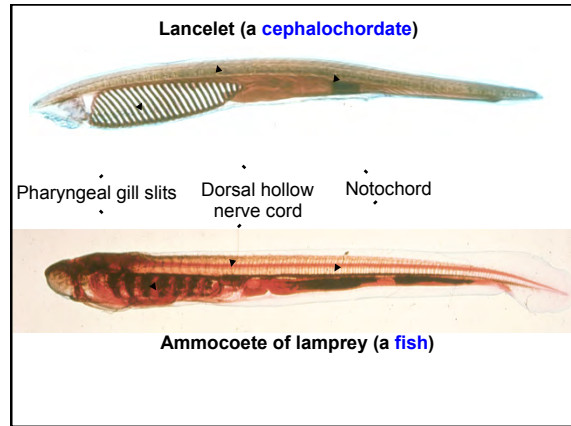 Lancelet (a cephalochordate)
Pharyngeal gill slits
Dorsal hollow
nerve cord
Notochord
Ammocoete of lamprey (a fish)